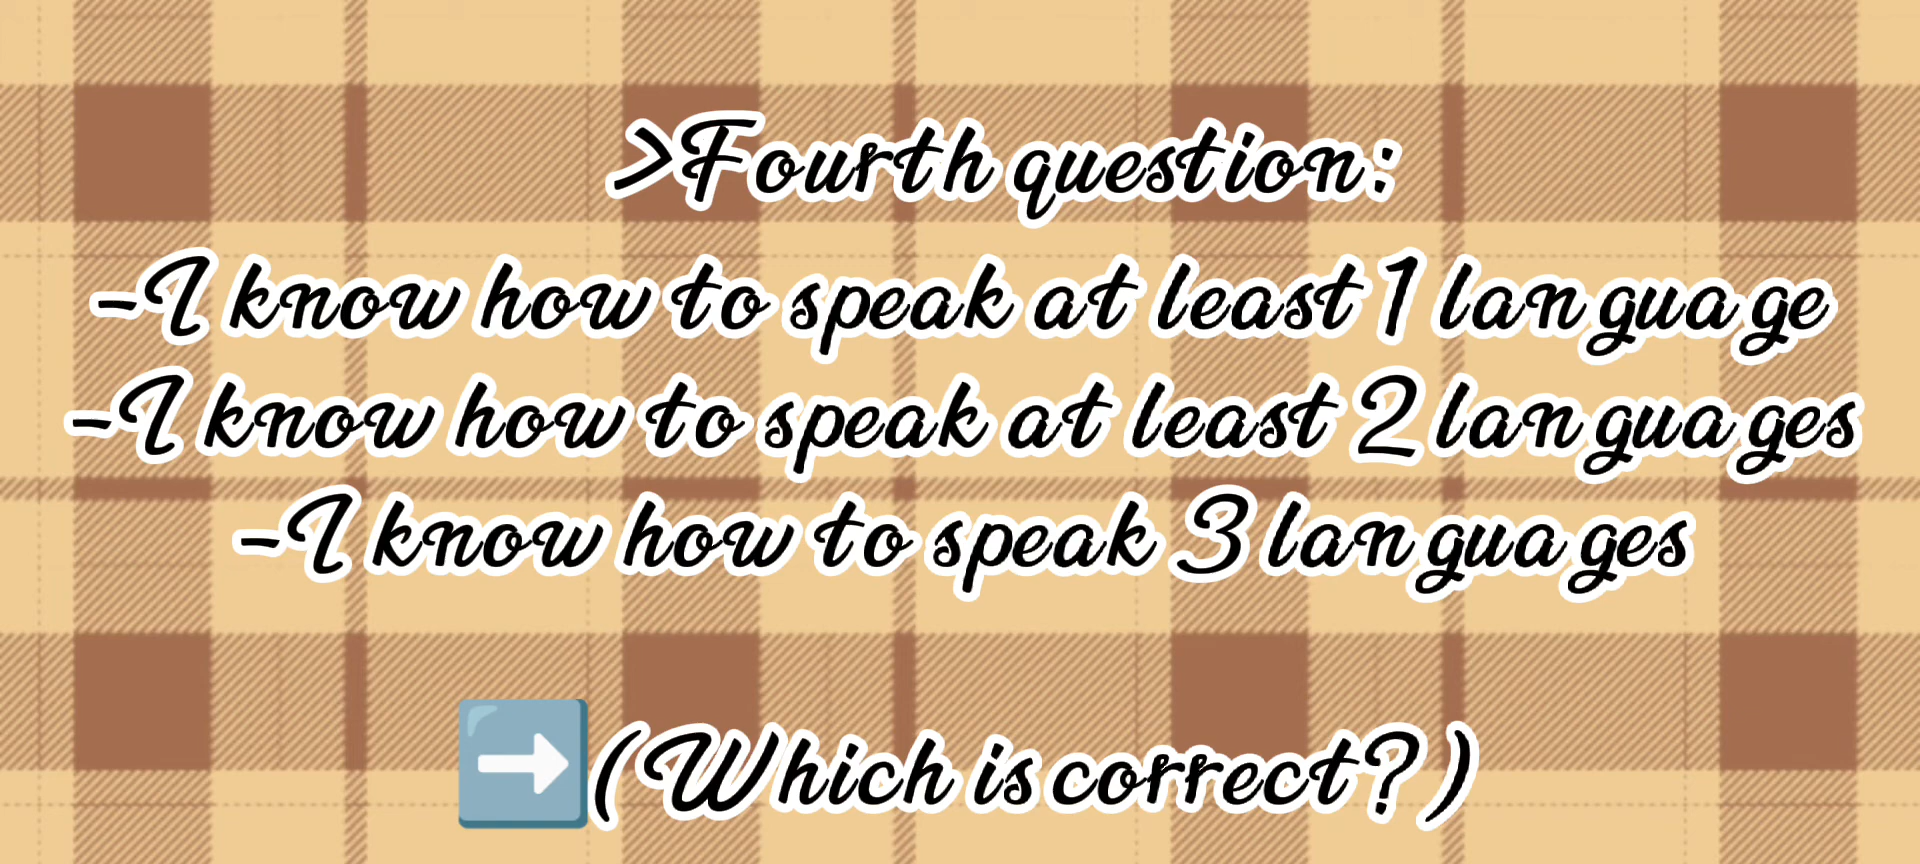 >Fourth question:
-I know how to speak at least 1 language
-I know how to speak at least 2 languages
-I know how to speak 3 languages
➡️(Which is correct?)